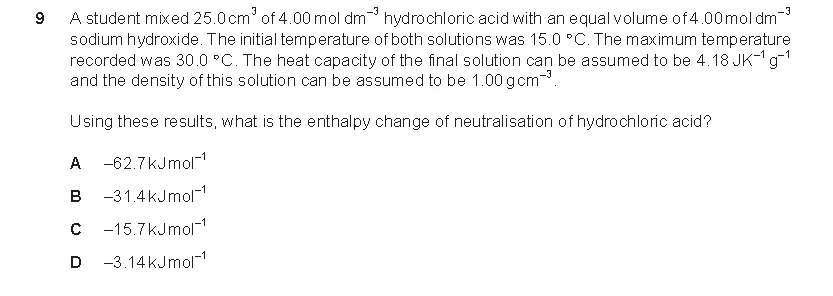 9 A student mixed 25.0 cm³ of 4.00 mol dm⁻³ hydrochloric acid with an equal volume of 4.00 mol dm⁻³
sodium hydroxide. The initial temperature of both solutions was 15.0 °C. The maximum temperature
recorded was 30.0 °C. The heat capacity of the final solution can be assumed to be 4.18 JK⁻¹ g⁻¹
and the density of this solution can be assumed to be 1.00 g cm⁻³.
Using these results, what is the enthalpy change of neutralisation of hydrochloric acid?
A –62.7 kJ mol⁻¹
B –31.4 kJ mol⁻¹
C –15.7 kJ mol⁻¹
D –3.14 kJ mol⁻¹